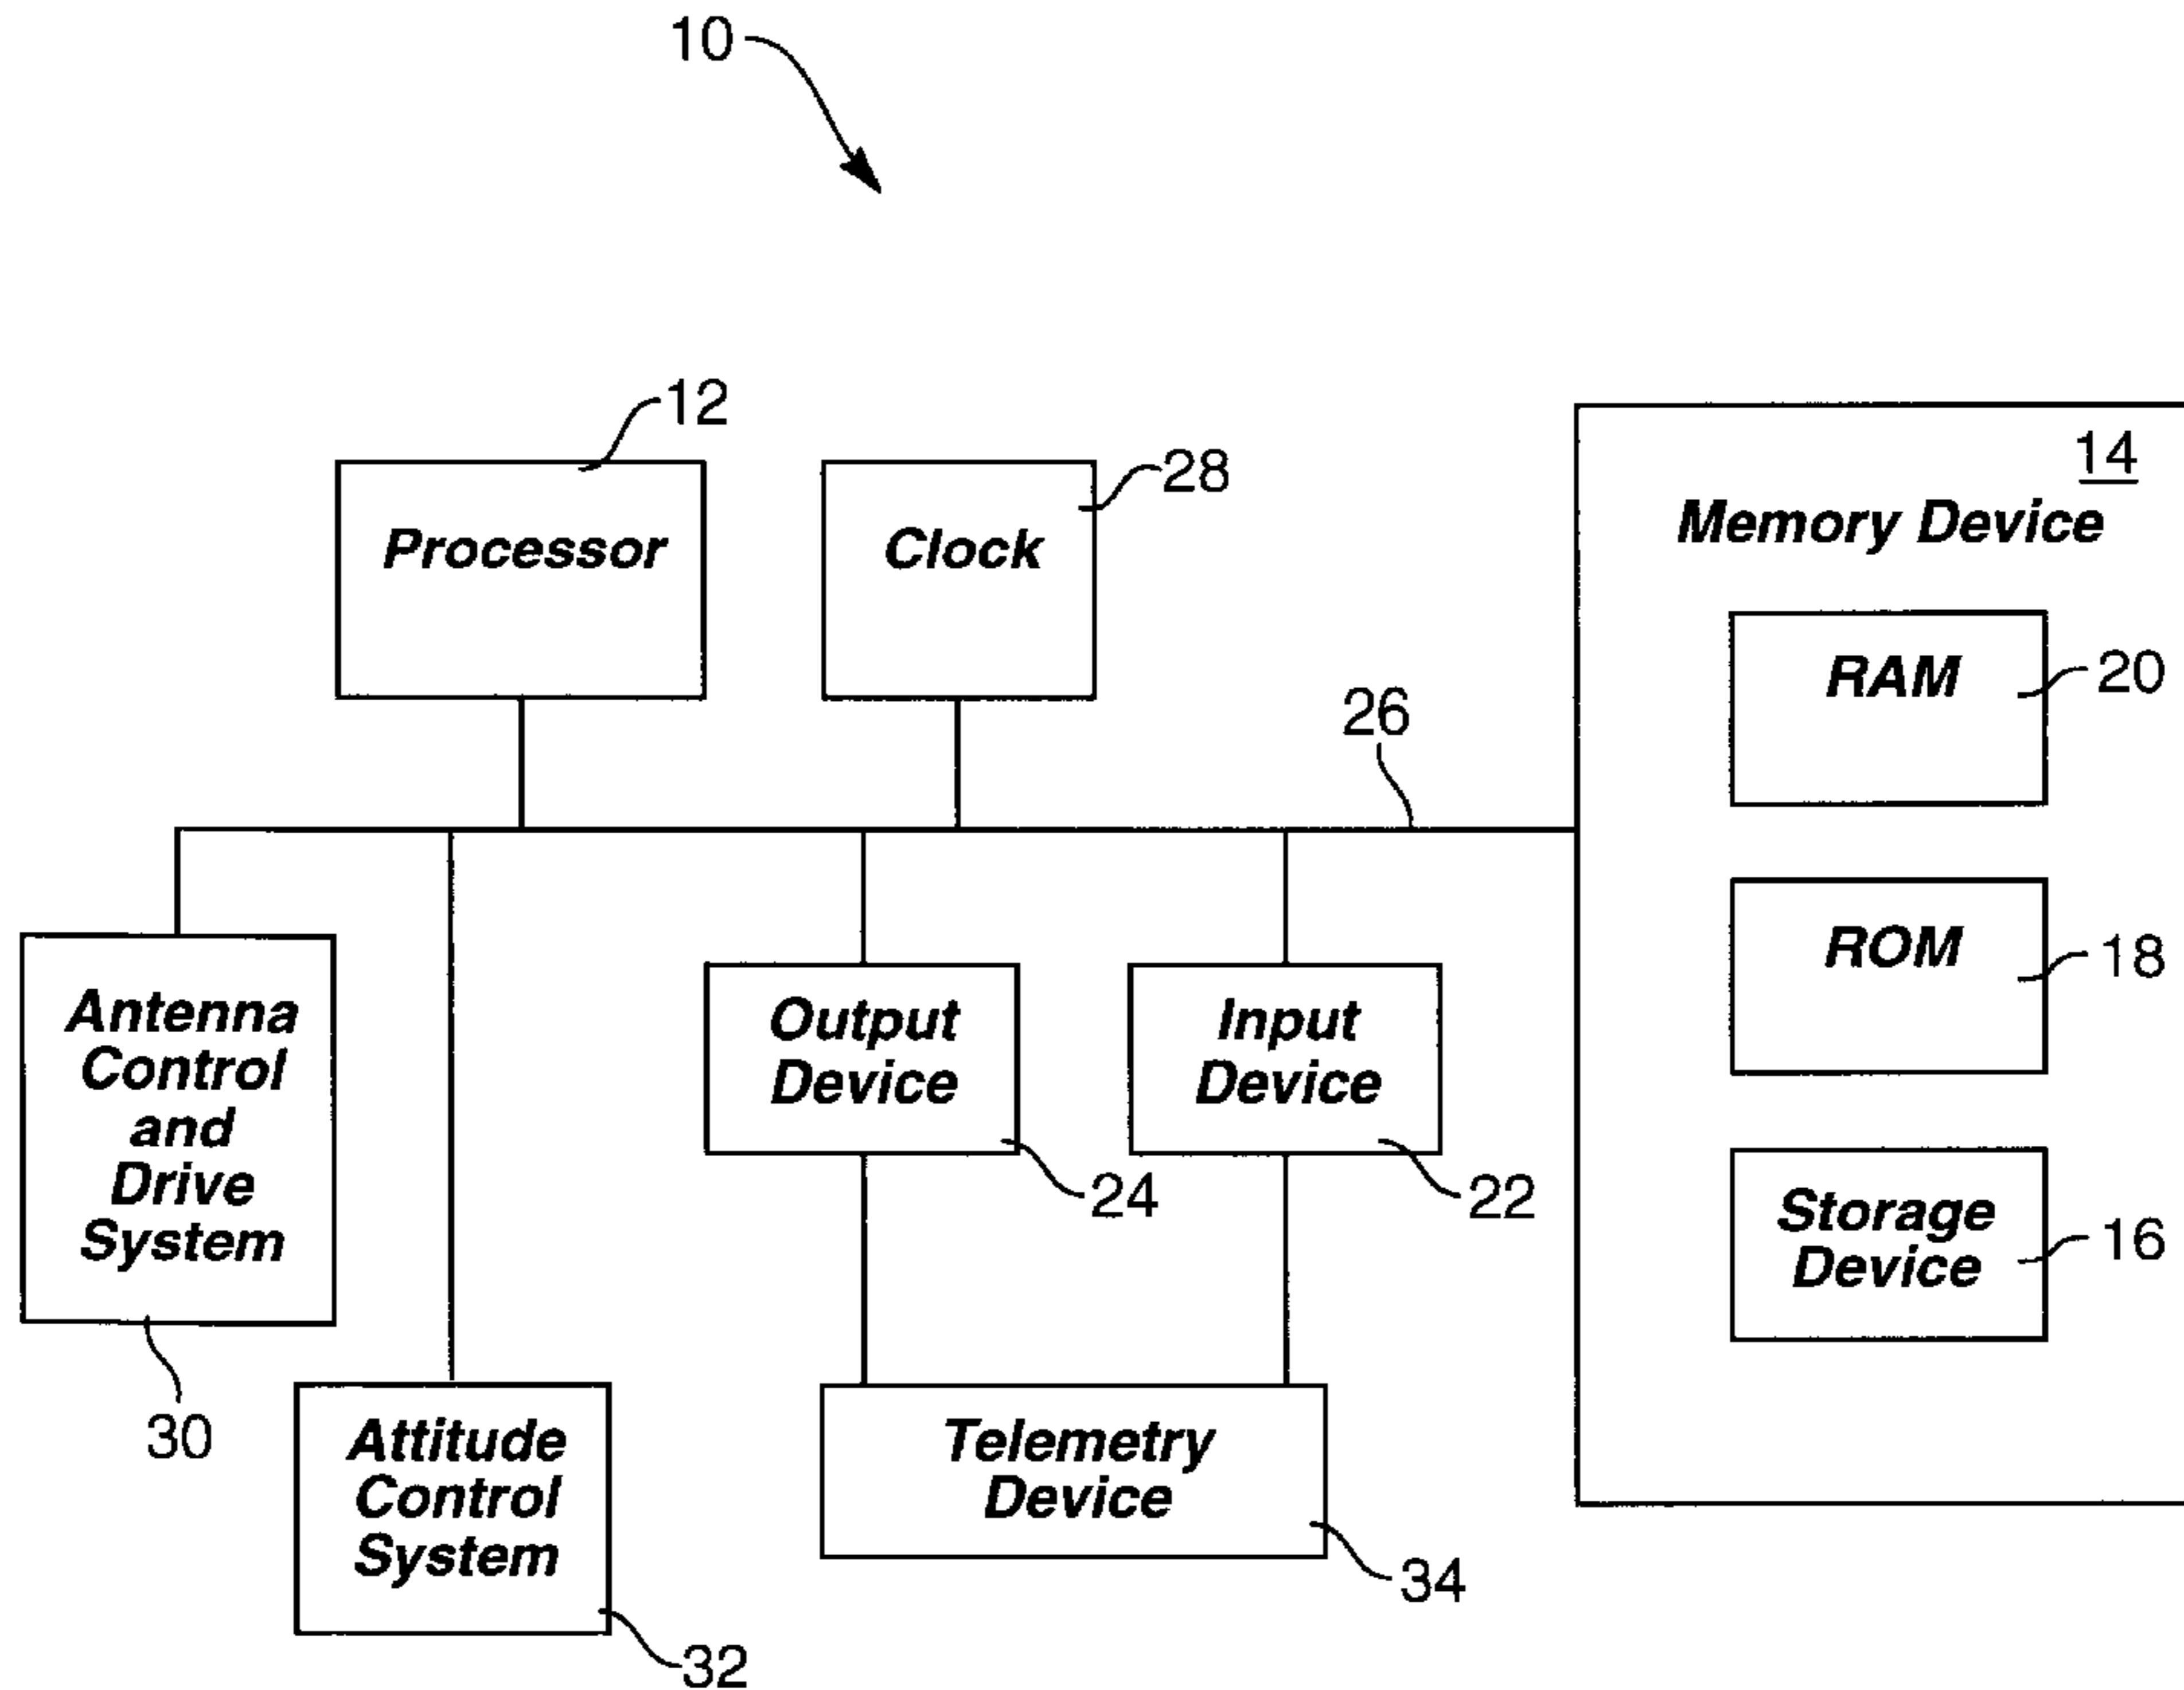 10
12
28
14
Processor
Clock
Memory Device
RAM
20
26
ROM
18
Antenna
Control
and
Drive
System
Output
Device
Input
Device
24
22
Storage
Device
16
30
Attitude
Control
System
Telemetry
Device
34
32